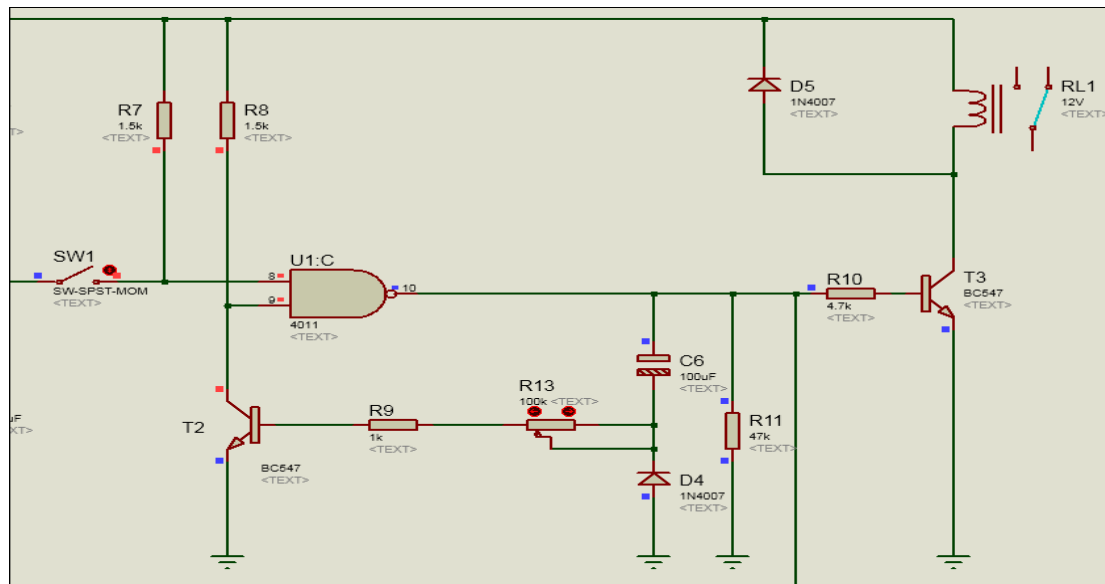 R7
1.5k
<TEXT>
R8
1.5k
<TEXT>
D5
1N4007
<TEXT>
RL1
12V
<TEXT>
SW1
SW-SPST-MOM
<TEXT>
U1:C
8
9
10
4011
<TEXT>
R10
4.7k
<TEXT>
T3
BC547
<TEXT>
C6
100uF
<TEXT>
R13
100k <TEXT>
R9
1k
<TEXT>
T2
BC547
<TEXT>
R11
47k
<TEXT>
D4
1N4007
<TEXT>